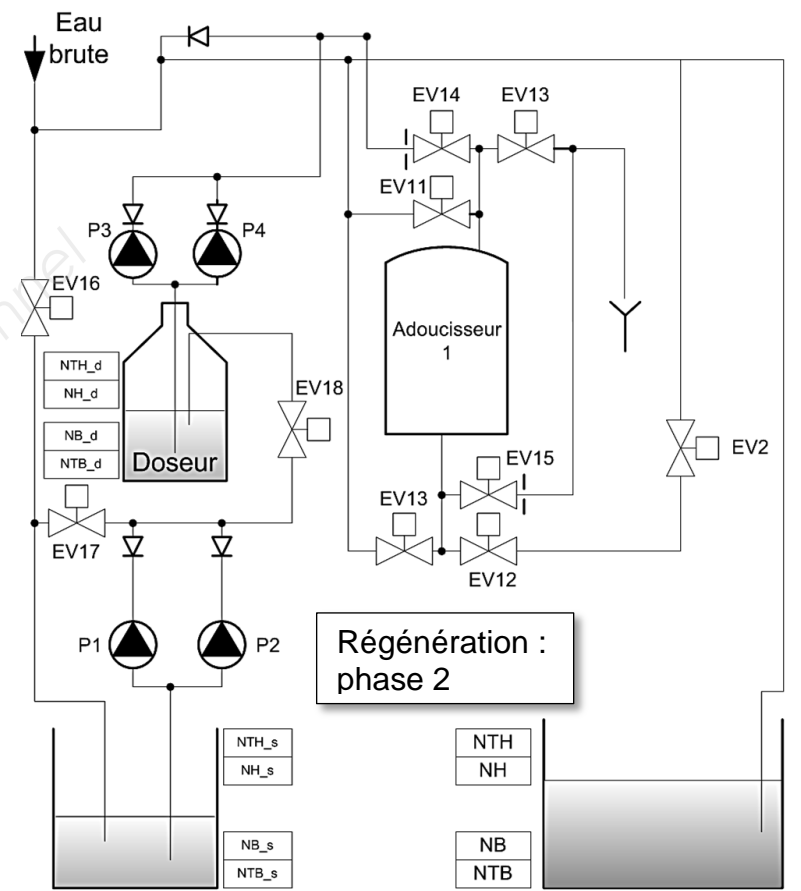 Eau
brute
EV14
EV13
EV11
P3
P4
EV16
Adoucisseur
1
NTH_d
NH_d
EV18
NB_d
NTB_d
Doseur
EV2
EV15
EV13
EV17
EV12
P1
P2
Régénération :
phase 2
NTH_s
NH_s
NTH
NH
NB_s
NTB_s
NB
NTB